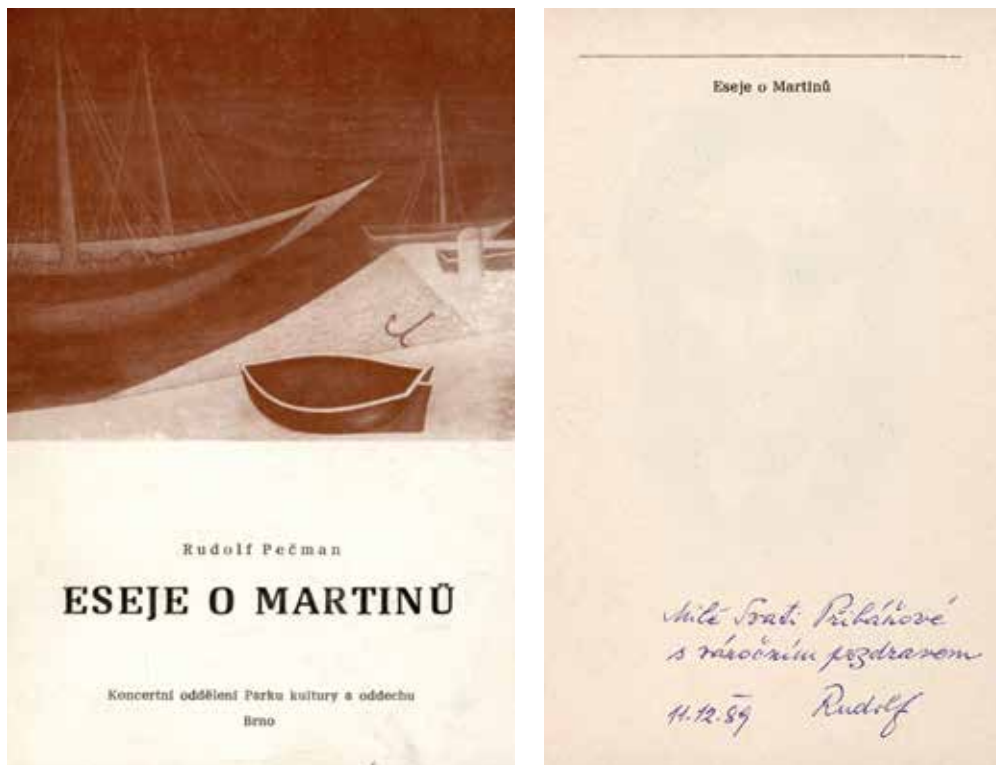 Rudolf Pečman
ESEJE O MARTINŮ
Koncertní oddělení Parku kultury a oddechu
Brno
Eseje o Martinů
Milé Svati Přibáňové
s vánočním pozdravem
11.12.89 Rudolf